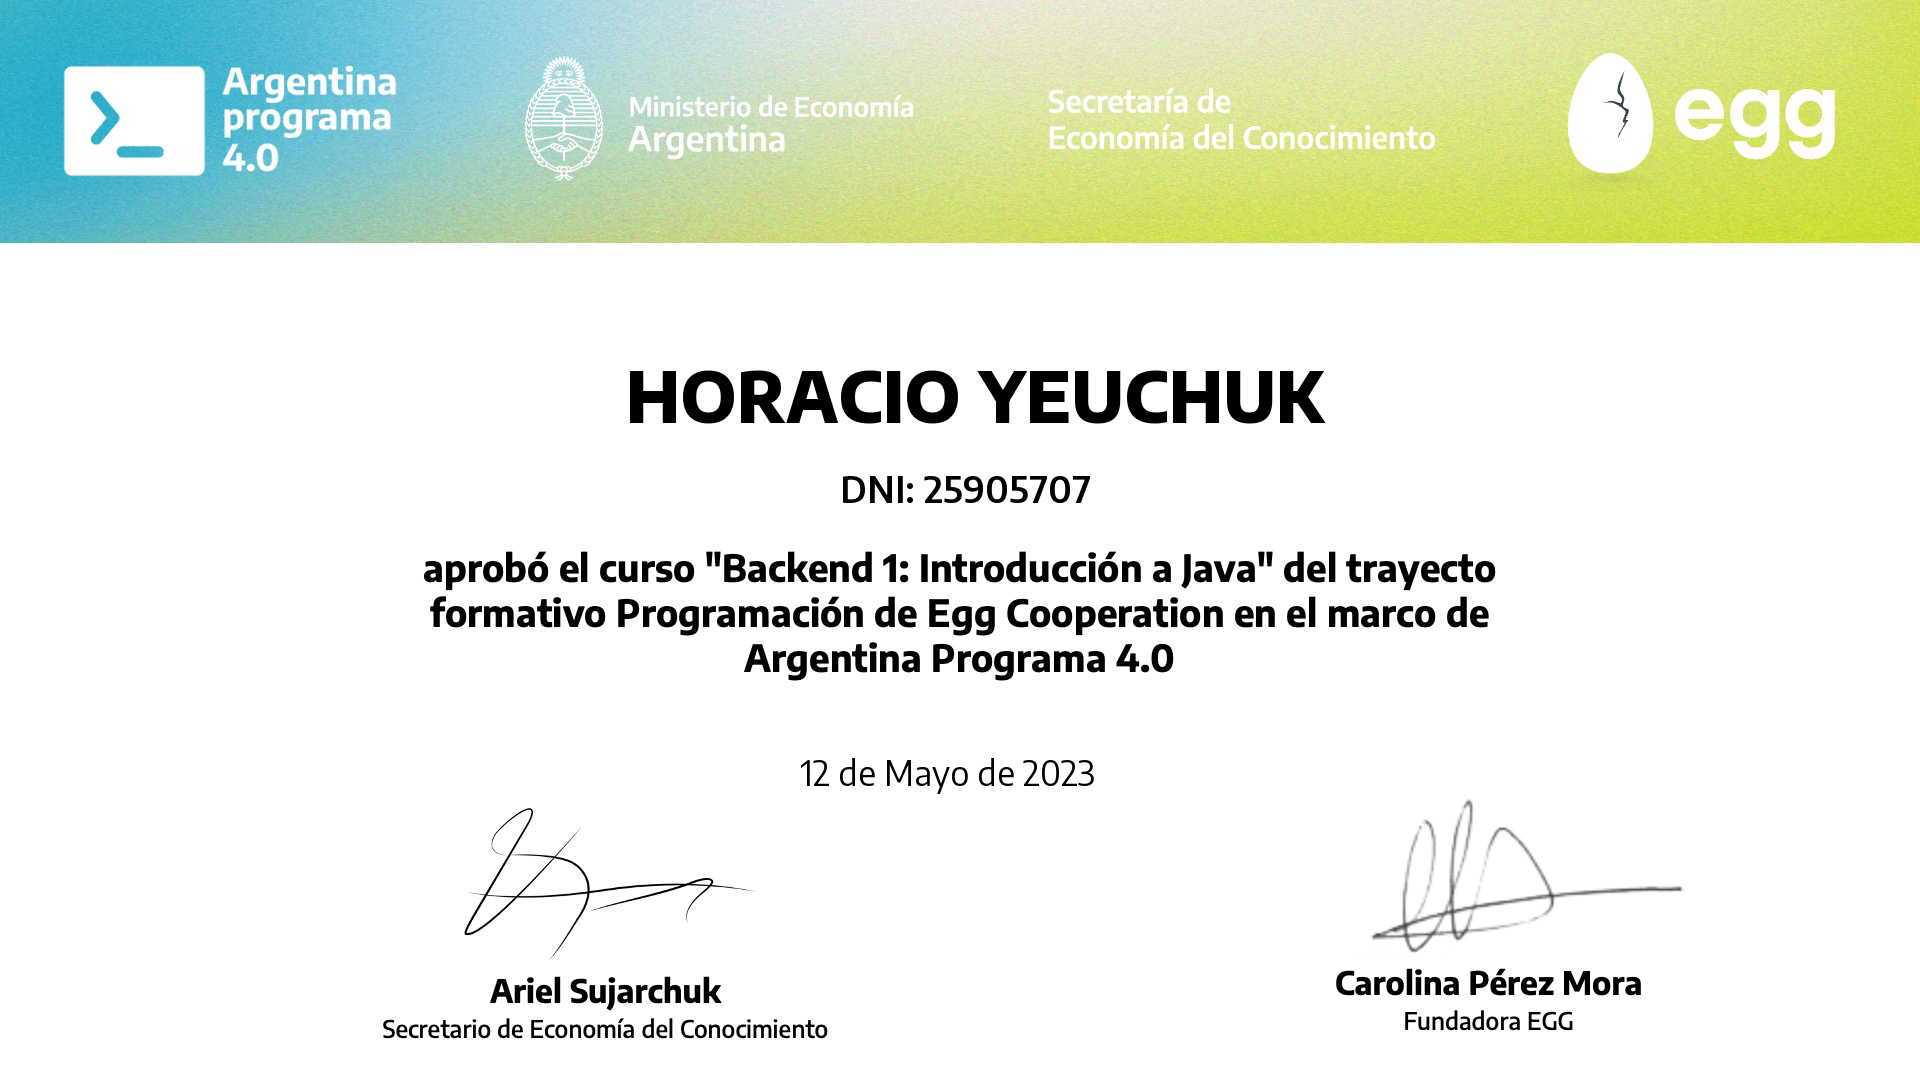 Argentina
programa
4.0
Ministerio de Economía
Argentina
Secretaría de
Economía del Conocimiento
egg
HORACIO YEUCHUK
DNI: 25905707
aprobó el curso "Backend 1: Introducción a Java" del trayecto
formativo Programación de Egg Cooperation en el marco de
Argentina Programa 4.0
12 de Mayo de 2023
Ariel Sujarchuk
Secretario de Economía del Conocimiento
Carolina Pérez Mora
Fundadora EGG